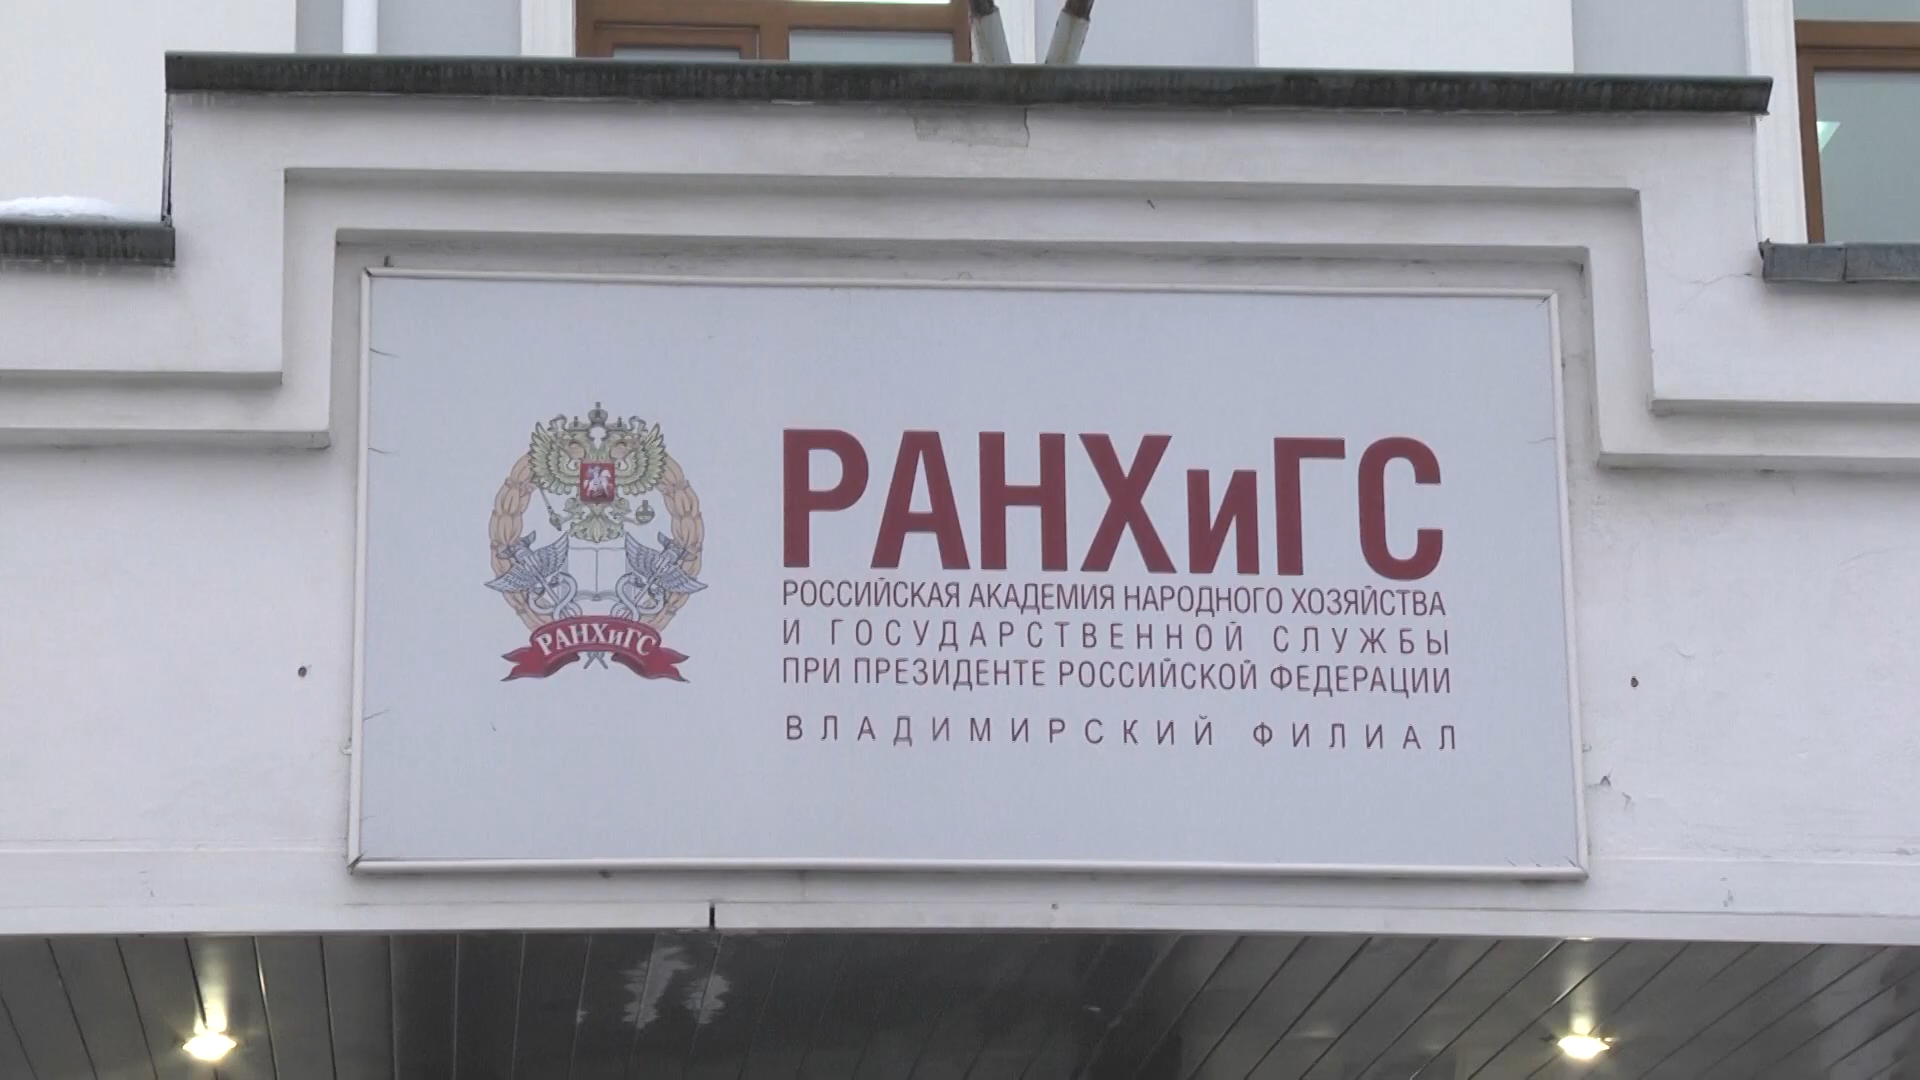 РАНХиГС
РАНХиГС
РОССИЙСКАЯ АКАДЕМИЯ НАРОДНОГО ХОЗЯЙСТВА
И ГОСУДАРСТВЕННОЙ СЛУЖБЫ
ПРИ ПРЕЗИДЕНТЕ РОССИЙСКОЙ ФЕДЕРАЦИИ
ВЛАДИМИРСКИЙ ФИЛИАЛ